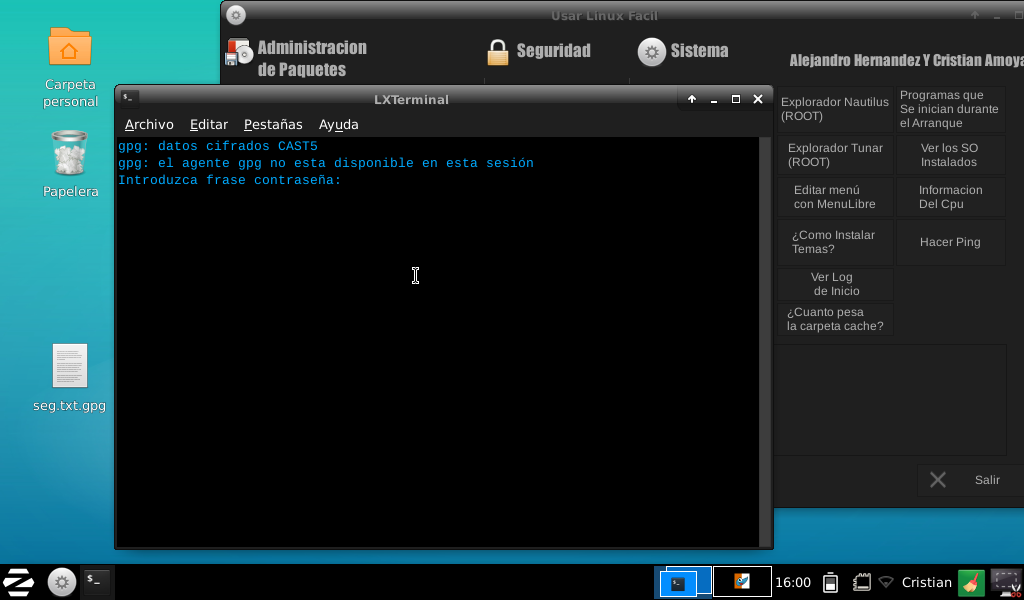 Usar Linux Facil
Administracion
de Paquetes
Seguridad
Sistema
Alejandro Hernandez Y Cristian Amoya
Carpeta
personal
Papelera
seg.txt.gpg
LXTerminal
Archivo Editar Pestañas Ayuda
gpg: datos cifrados CAST5
gpg: el agente gpg no esta disponible en esta sesión
Introduzca frase contraseña:
Explorador Nautilus
(ROOT)
Programas que
Se inician durante
el Arranque
Explorador Tunar
(ROOT)
Ver los SO
Instalados
Editar menú
con MenuLibre
Informacion
Del Cpu
¿Como Instalar
Temas?
Hacer Ping
Ver Log
de Inicio
¿Cuanto pesa
la carpeta cache?
Salir
16:00
Cristian